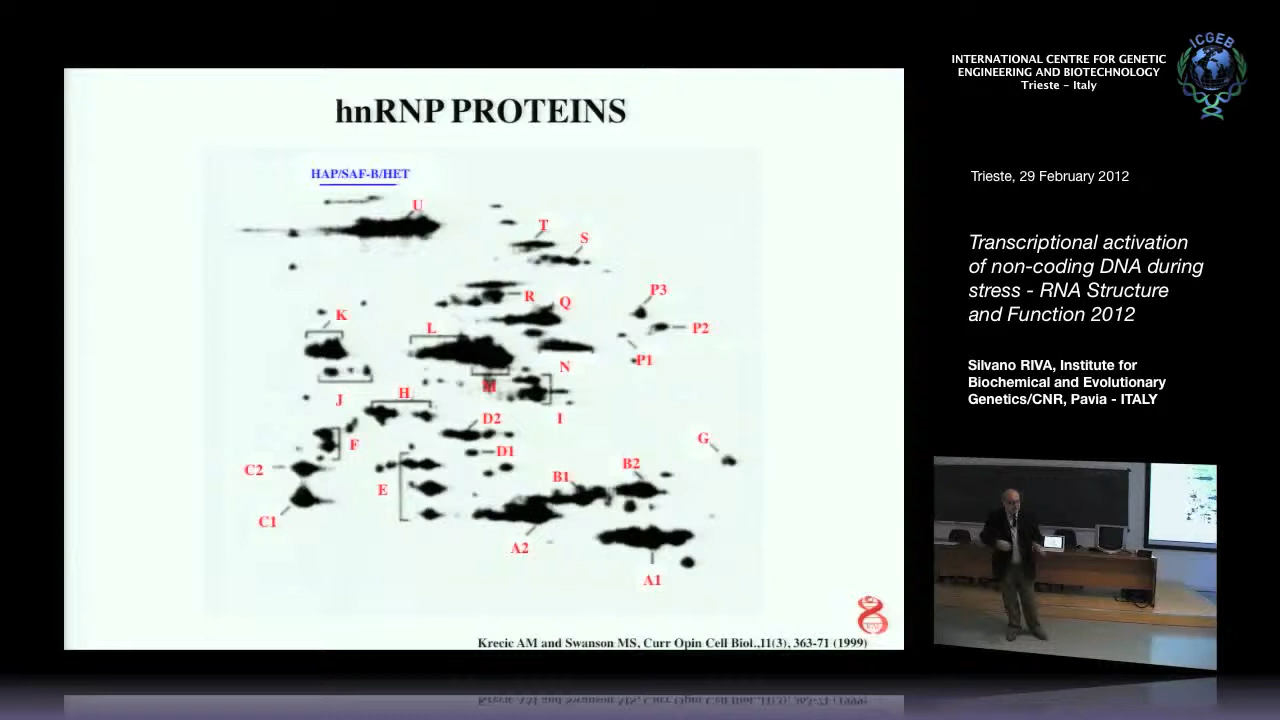 hnRNP PROTEINS
HAP/SAF-B/HET
U
T
S
R
Q
P3
P2
P1
K
L
N
M
J
H
I
D2
D1
F
G
C2
C1
E
B1
B2
A2
A1
Krecic AM and Swanson MS, Curr Opin Cell Biol.,11(3), 363-71 (1999)
INTERNATIONAL CENTRE FOR GENETIC
ENGINEERING AND BIOTECHNOLOGY
Trieste - Italy
ICGEB
Trieste, 29 February 2012
Transcriptional activation
of non-coding DNA during
stress - RNA Structure
and Function 2012
Silvano RIVA, Institute for
Biochemical and Evolutionary
Genetics/CNR, Pavia - ITALY